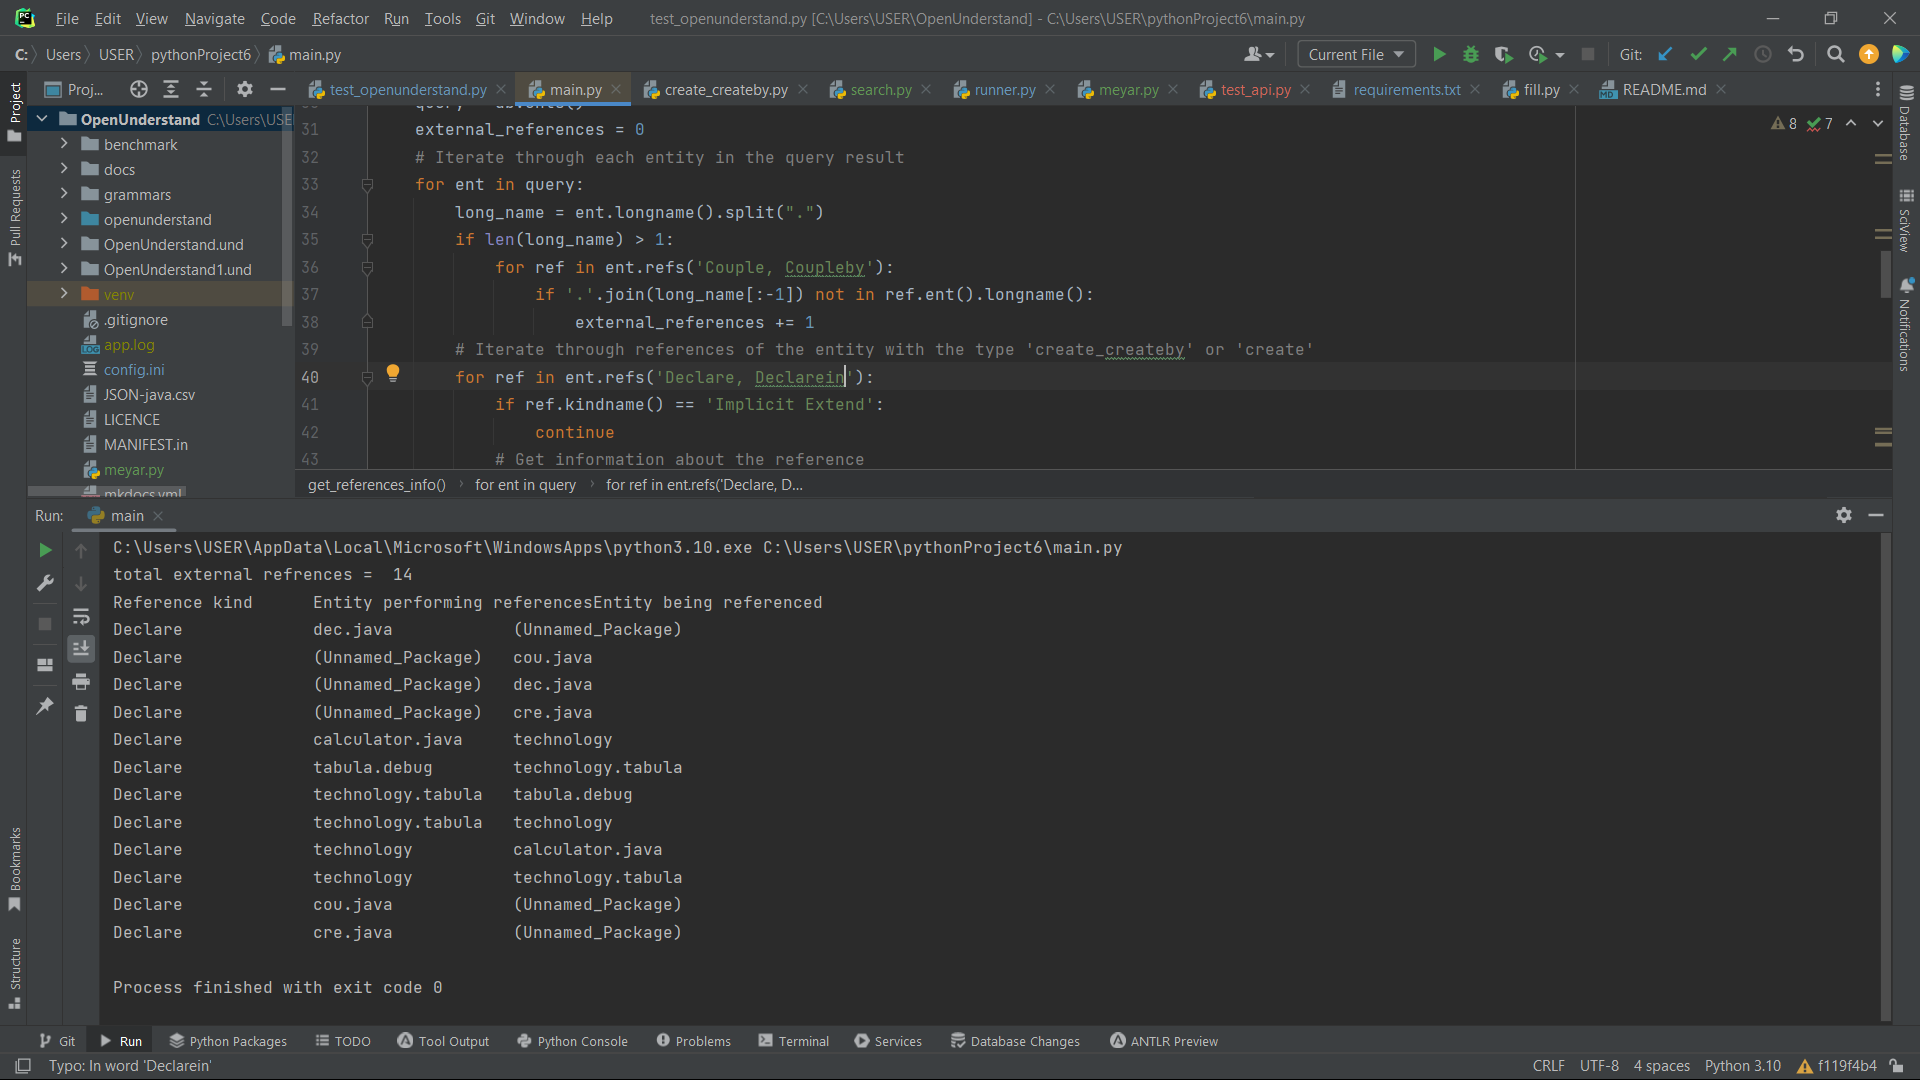 File Edit View Navigate Code Refactor Run Tools Git Window Help test_openunderstand.py [C:\Users\USER\OpenUnderstand] - C:\Users\USER\pythonProject6\main.py
C: Users USER pythonProject6 main.py Current File Git:
Proj... test_openunderstand.py main.py create_createby.py search.py runner.py meyar.py test_api.py requirements.txt fill.py README.md
Project
Pull Requests
Bookmarks
Structure
OpenUnderstand C:\Users\USE
benchmark
docs
grammars
openunderstand
OpenUnderstand.und
OpenUnderstand1.und
venv
.gitignore
app.log
config.ini
JSON-java.csv
LICENCE
MANIFEST.in
meyar.py
mkdocs.yml
8 7
31 external_references = 0
32 # Iterate through each entity in the query result
33 for ent in query:
34 long_name = ent.longname().split(".")
35 if len(long_name) > 1:
36 for ref in ent.refs('Couple, Coupleby'):
37 if '.'.join(long_name[:-1]) not in ref.ent().longname():
38 external_references += 1
39 # Iterate through references of the entity with the type 'create_createby' or 'create'
40 for ref in ent.refs('Declare, Declarein'):
41 if ref.kindname() == 'Implicit Extend':
42 continue
43 # Get information about the reference
get_references_info() for ent in query for ref in ent.refs('Declare, D...
Database
SciView
Notifications
Run: main
C:\Users\USER\AppData\Local\Microsoft\WindowsApps\python3.10.exe C:\Users\USER\pythonProject6\main.py
total external refrences =  14
Reference kind Entity performing referencesEntity being referenced
Declare dec.java (Unnamed_Package)
Declare (Unnamed_Package) cou.java
Declare (Unnamed_Package) dec.java
Declare (Unnamed_Package) cre.java
Declare calculator.java technology
Declare tabula.debug technology.tabula
Declare technology.tabula tabula.debug
Declare technology.tabula technology
Declare technology calculator.java
Declare technology technology.tabula
Declare cou.java (Unnamed_Package)
Declare cre.java (Unnamed_Package)
Process finished with exit code 0
Git Run Python Packages TODO Tool Output Python Console Problems Terminal Services Database Changes ANTLR Preview
Typo: In word 'Declarein' CRLF UTF-8 4 spaces Python 3.10 f119f4b4